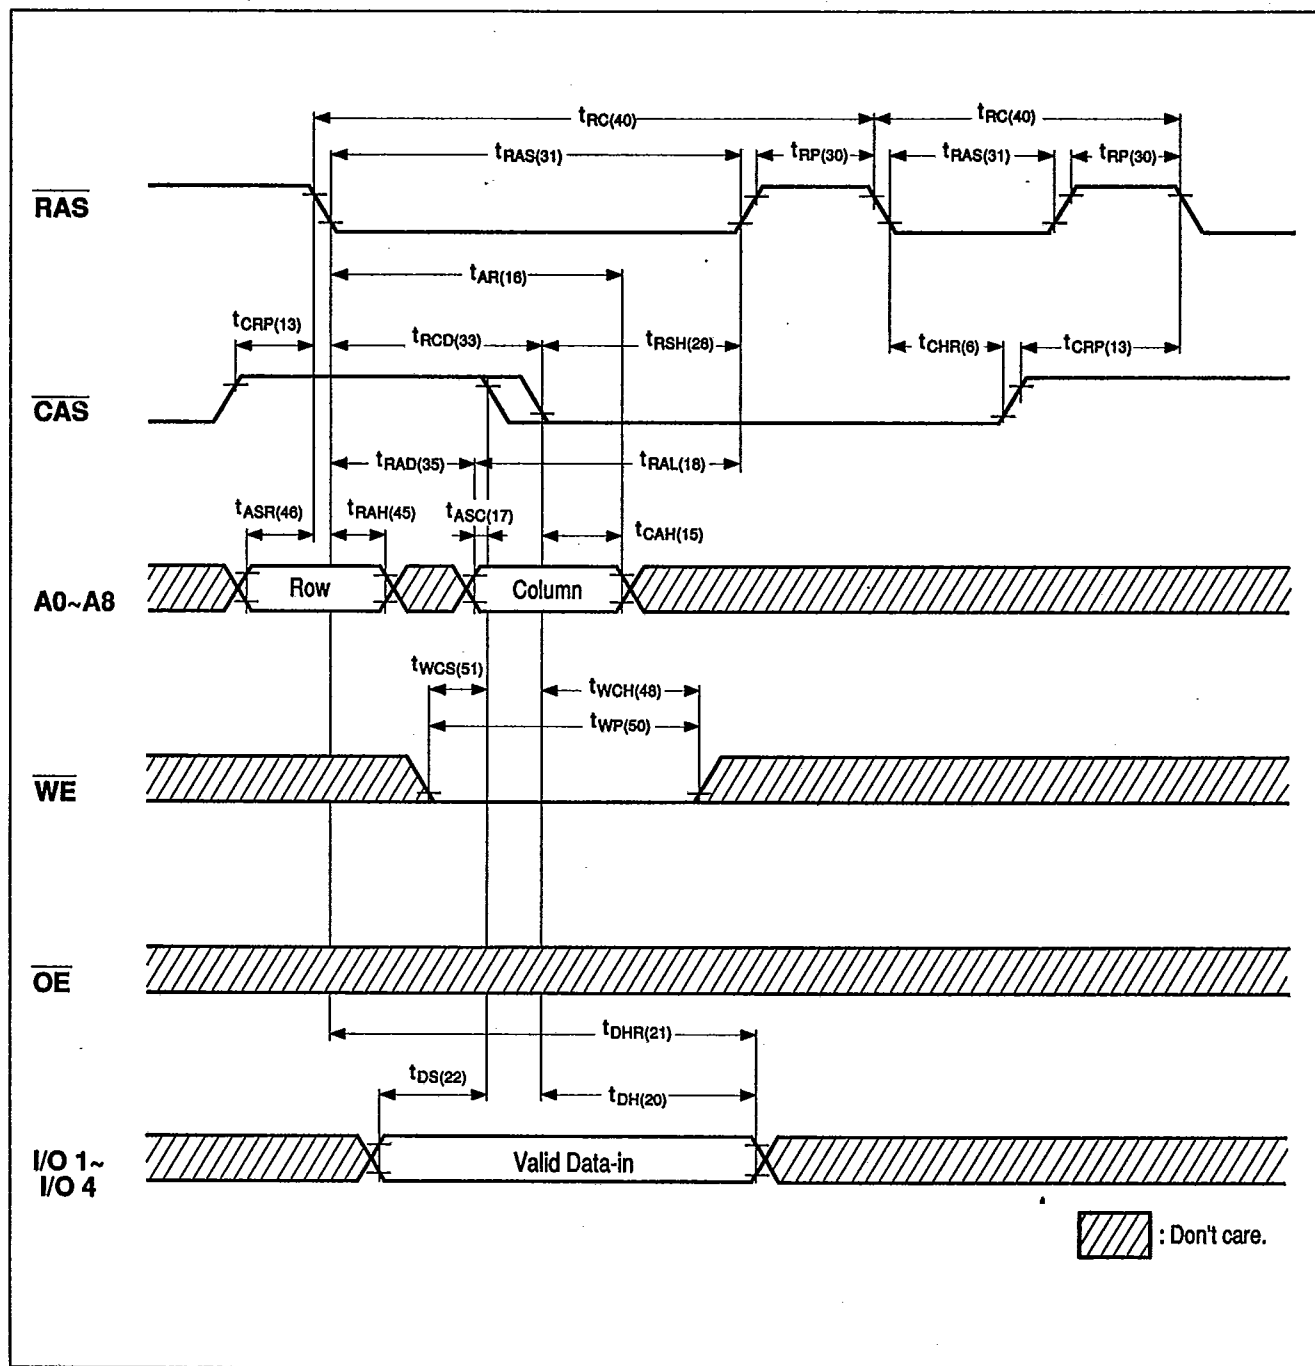 tRC(40) tRC(40)
tRAS(31) tRP(30) tRAS(31) tRP(30)
RAS
tAR(16)
tCRP(13) tRCD(33) tRSH(28) tCHR(6) tCRP(13)
CAS
tRAD(35) tRAL(18)
tASR(46) tRAH(45) tASC(17) tCAH(15)
A0~A8 Row Column
tWCS(51) tWCH(48)
tWP(50)
WE
OE
tDHR(21)
tDS(22) tDH(20)
I/O 1~
I/O 4 Valid Data-in
: Don't care.